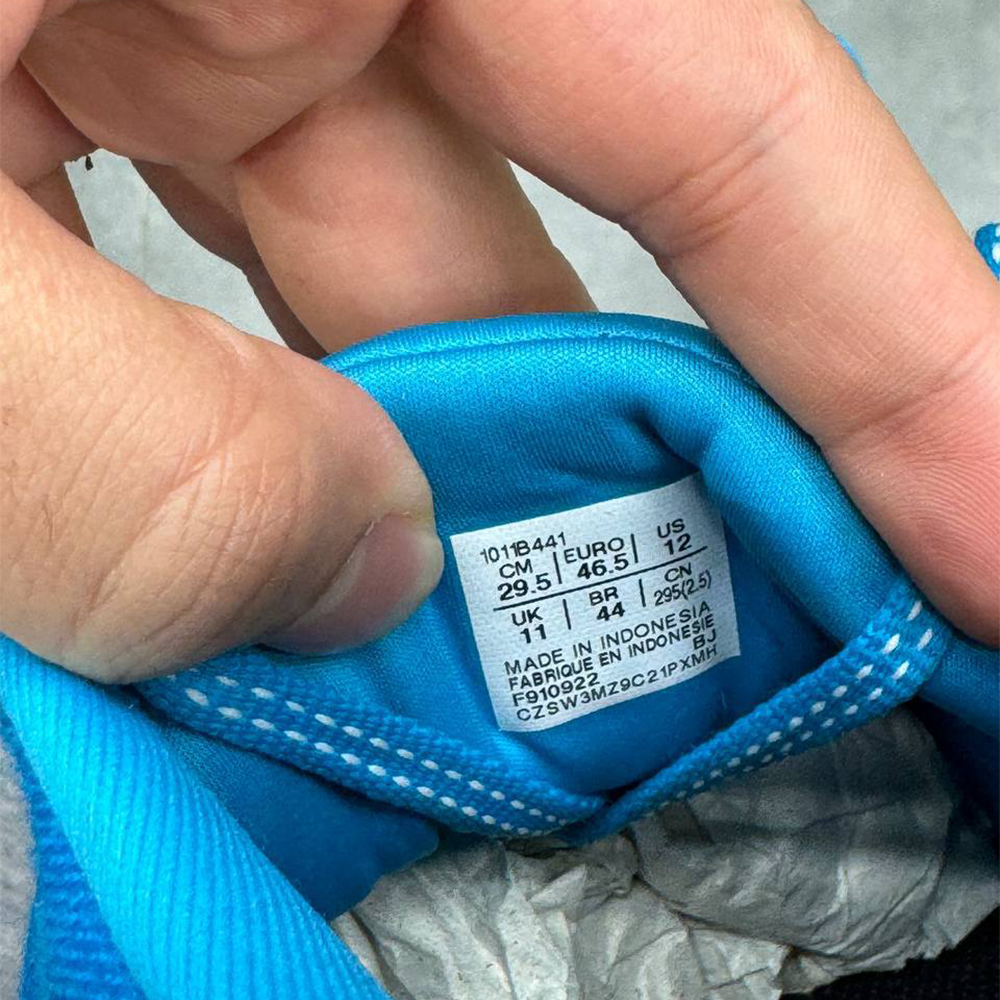 1011B441
CM 29.5 | EURO 46.5 | US 12
UK 11 | BR 44 | CN 295(2.5)
MADE IN INDONESIA
FABRIQUE EN INDONESIE
F910922 BJ
CZSW3MZ9C21PXMH